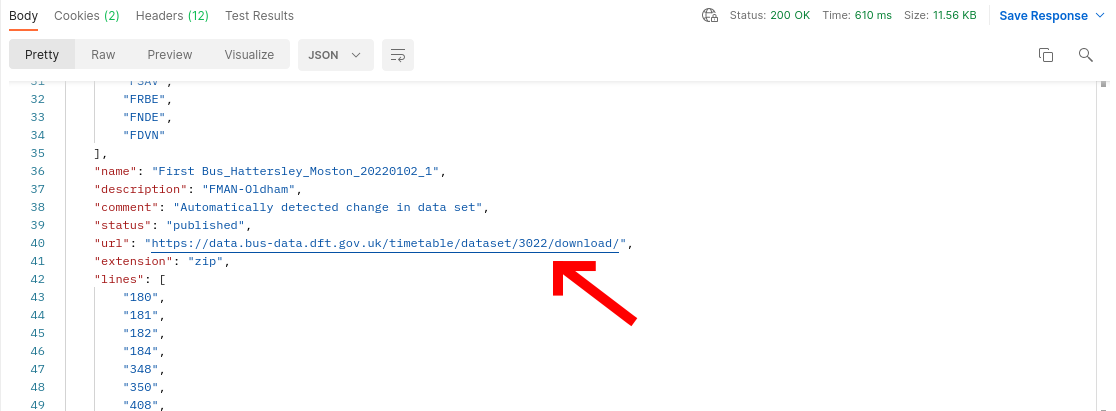 Body Cookies (2) Headers (12) Test Results Status: 200 OK Time: 610 ms Size: 11.56 KB Save Response
Pretty Raw Preview Visualize JSON
31 "FSAV",
32 "FRBE",
33 "FNDE",
34 "FDVN"
35 ],
36 "name": "First Bus_Hattersley_Moston_20220102_1",
37 "description": "FMAN-Oldham",
38 "comment": "Automatically detected change in data set",
39 "status": "published",
40 "url": "https://data.bus-data.dft.gov.uk/timetable/dataset/3022/download/",
41 "extension": "zip",
42 "lines": [
43 "180",
44 "181",
45 "182",
46 "184",
47 "348",
48 "350",
49 "408",